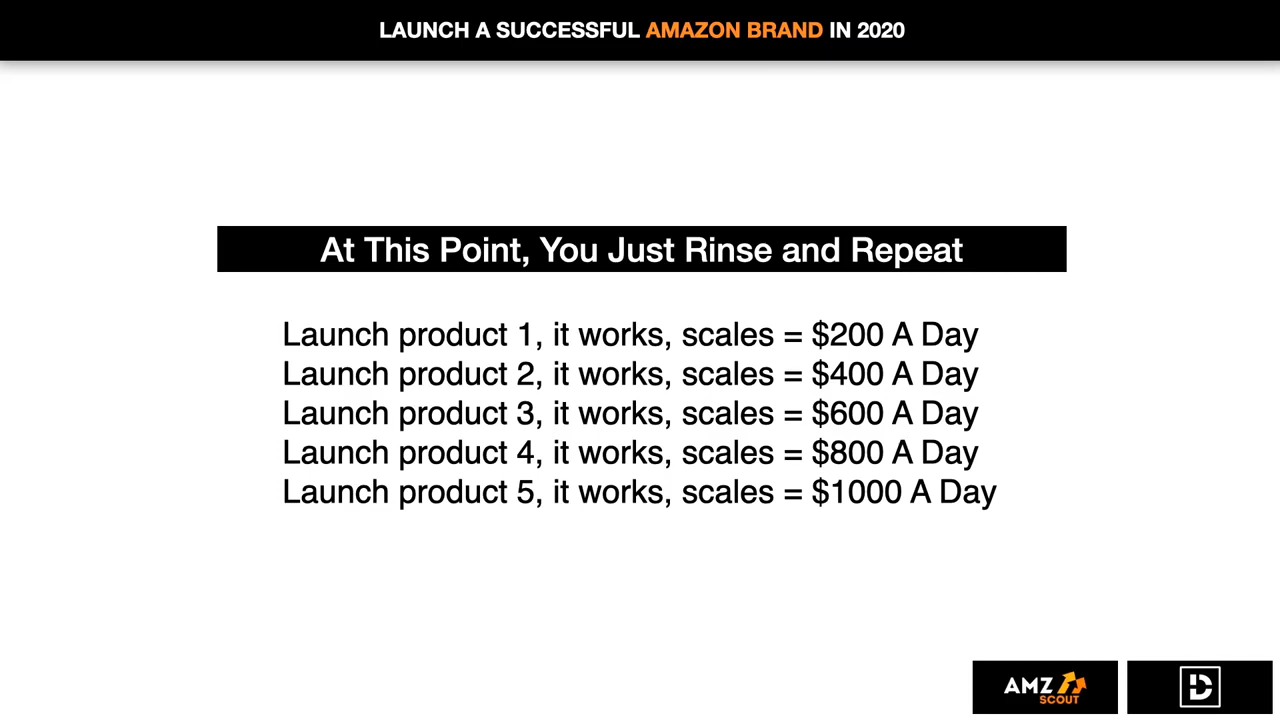 LAUNCH A SUCCESSFUL AMAZON BRAND IN 2020
At This Point, You Just Rinse and Repeat
Launch product 1, it works, scales = $200 A Day
Launch product 2, it works, scales = $400 A Day
Launch product 3, it works, scales = $600 A Day
Launch product 4, it works, scales = $800 A Day
Launch product 5, it works, scales = $1000 A Day
AMZ
SCOUT